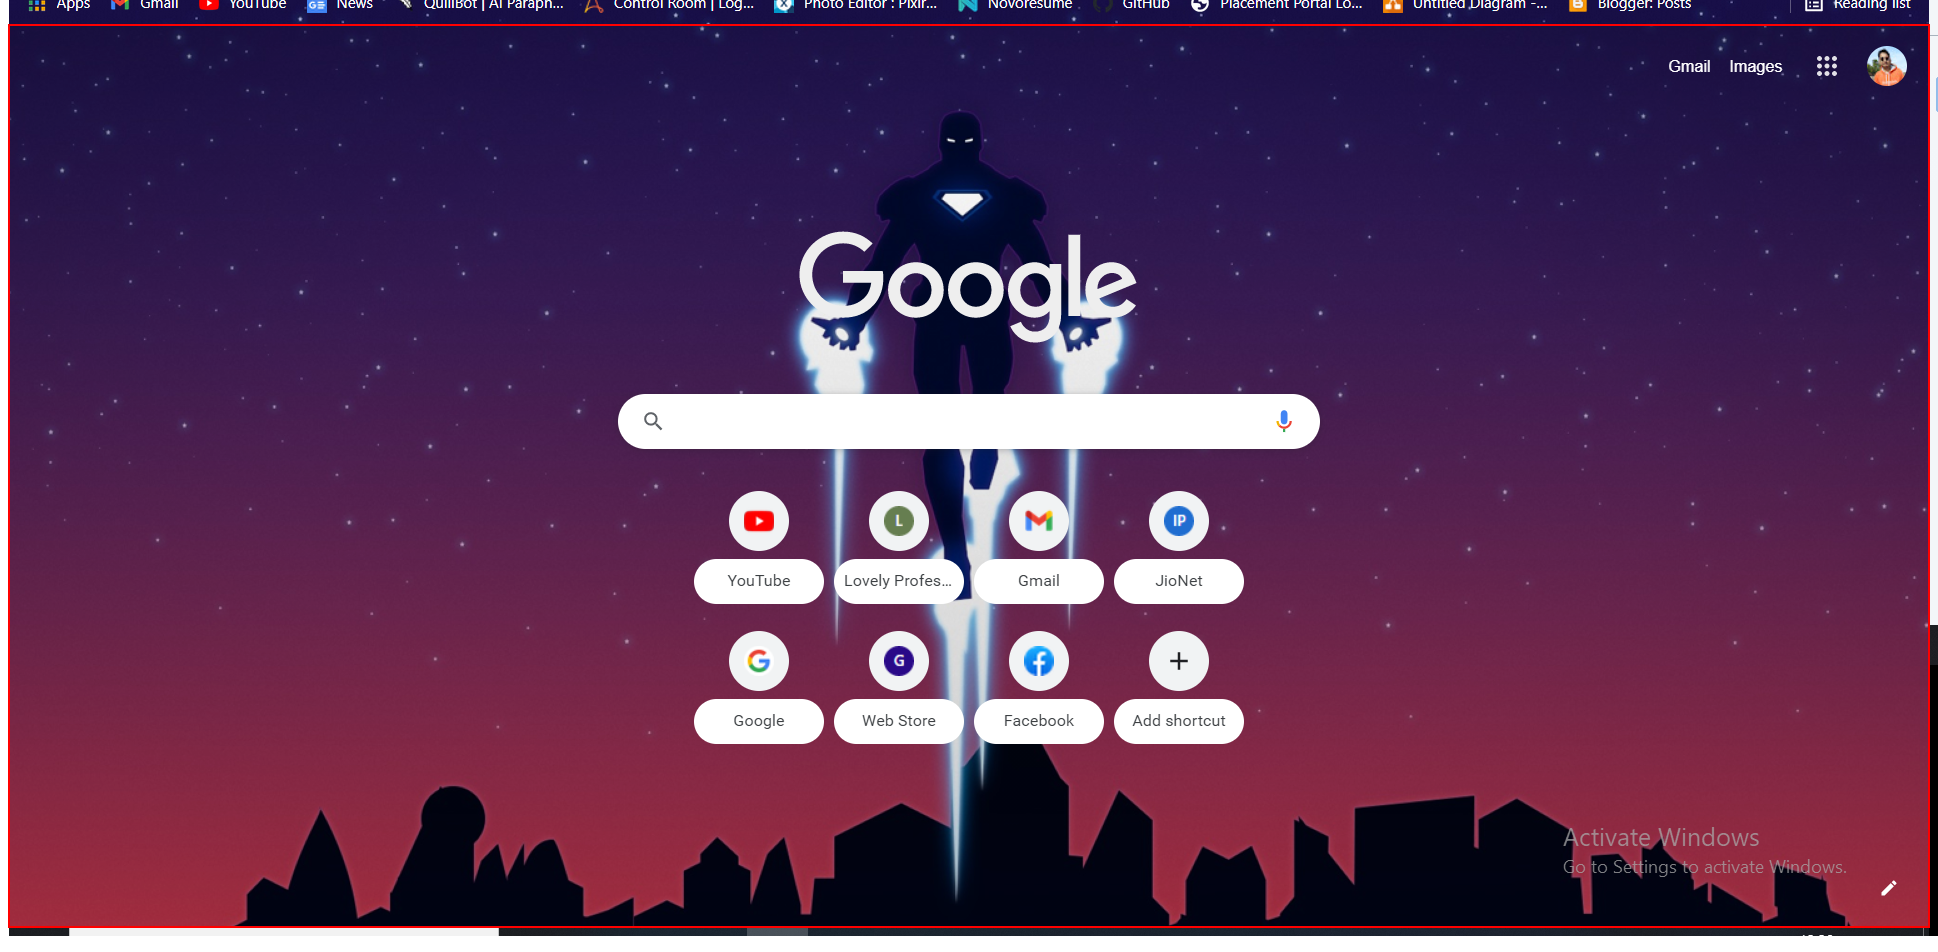 Apps Gmail YouTube News QuillBot | AI Paraph... Control Room | Log... Photo Editor : Pixlr... Novoresume GitHub Placement Portal Lo... Untitled Diagram -... Blogger: Posts Reading list
Gmail Images
Google
YouTube Lovely Profes... Gmail JioNet
L IP
Google Web Store Facebook Add shortcut
G
Activate Windows
Go to Settings to activate Windows.